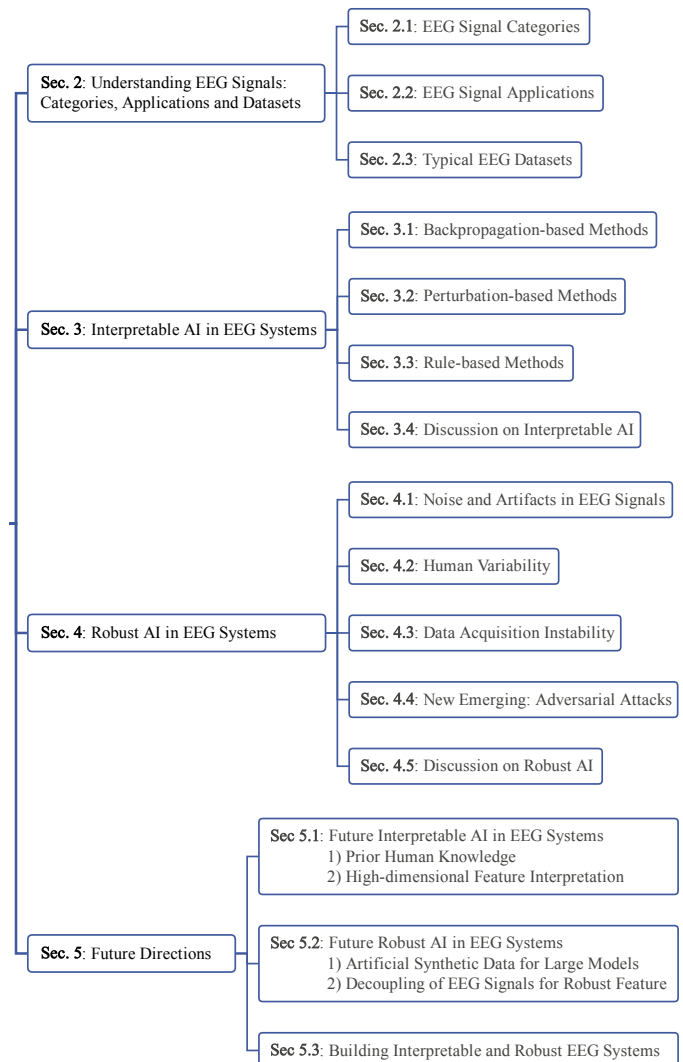 Sec. 2: Understanding EEG Signals:
Categories, Applications and Datasets
Sec. 2.1: EEG Signal Categories
Sec. 2.2: EEG Signal Applications
Sec. 2.3: Typical EEG Datasets
Sec. 3: Interpretable AI in EEG Systems
Sec. 3.1: Backpropagation-based Methods
Sec. 3.2: Perturbation-based Methods
Sec. 3.3: Rule-based Methods
Sec. 3.4: Discussion on Interpretable AI
Sec. 4: Robust AI in EEG Systems
Sec. 4.1: Noise and Artifacts in EEG Signals
Sec. 4.2: Human Variability
Sec. 4.3: Data Acquisition Instability
Sec. 4.4: New Emerging: Adversarial Attacks
Sec. 4.5: Discussion on Robust AI
Sec. 5: Future Directions
Sec 5.1: Future Interpretable AI in EEG Systems
1) Prior Human Knowledge
2) High-dimensional Feature Interpretation
Sec 5.2: Future Robust AI in EEG Systems
1) Artificial Synthetic Data for Large Models
2) Decoupling of EEG Signals for Robust Feature
Sec 5.3: Building Interpretable and Robust EEG Systems